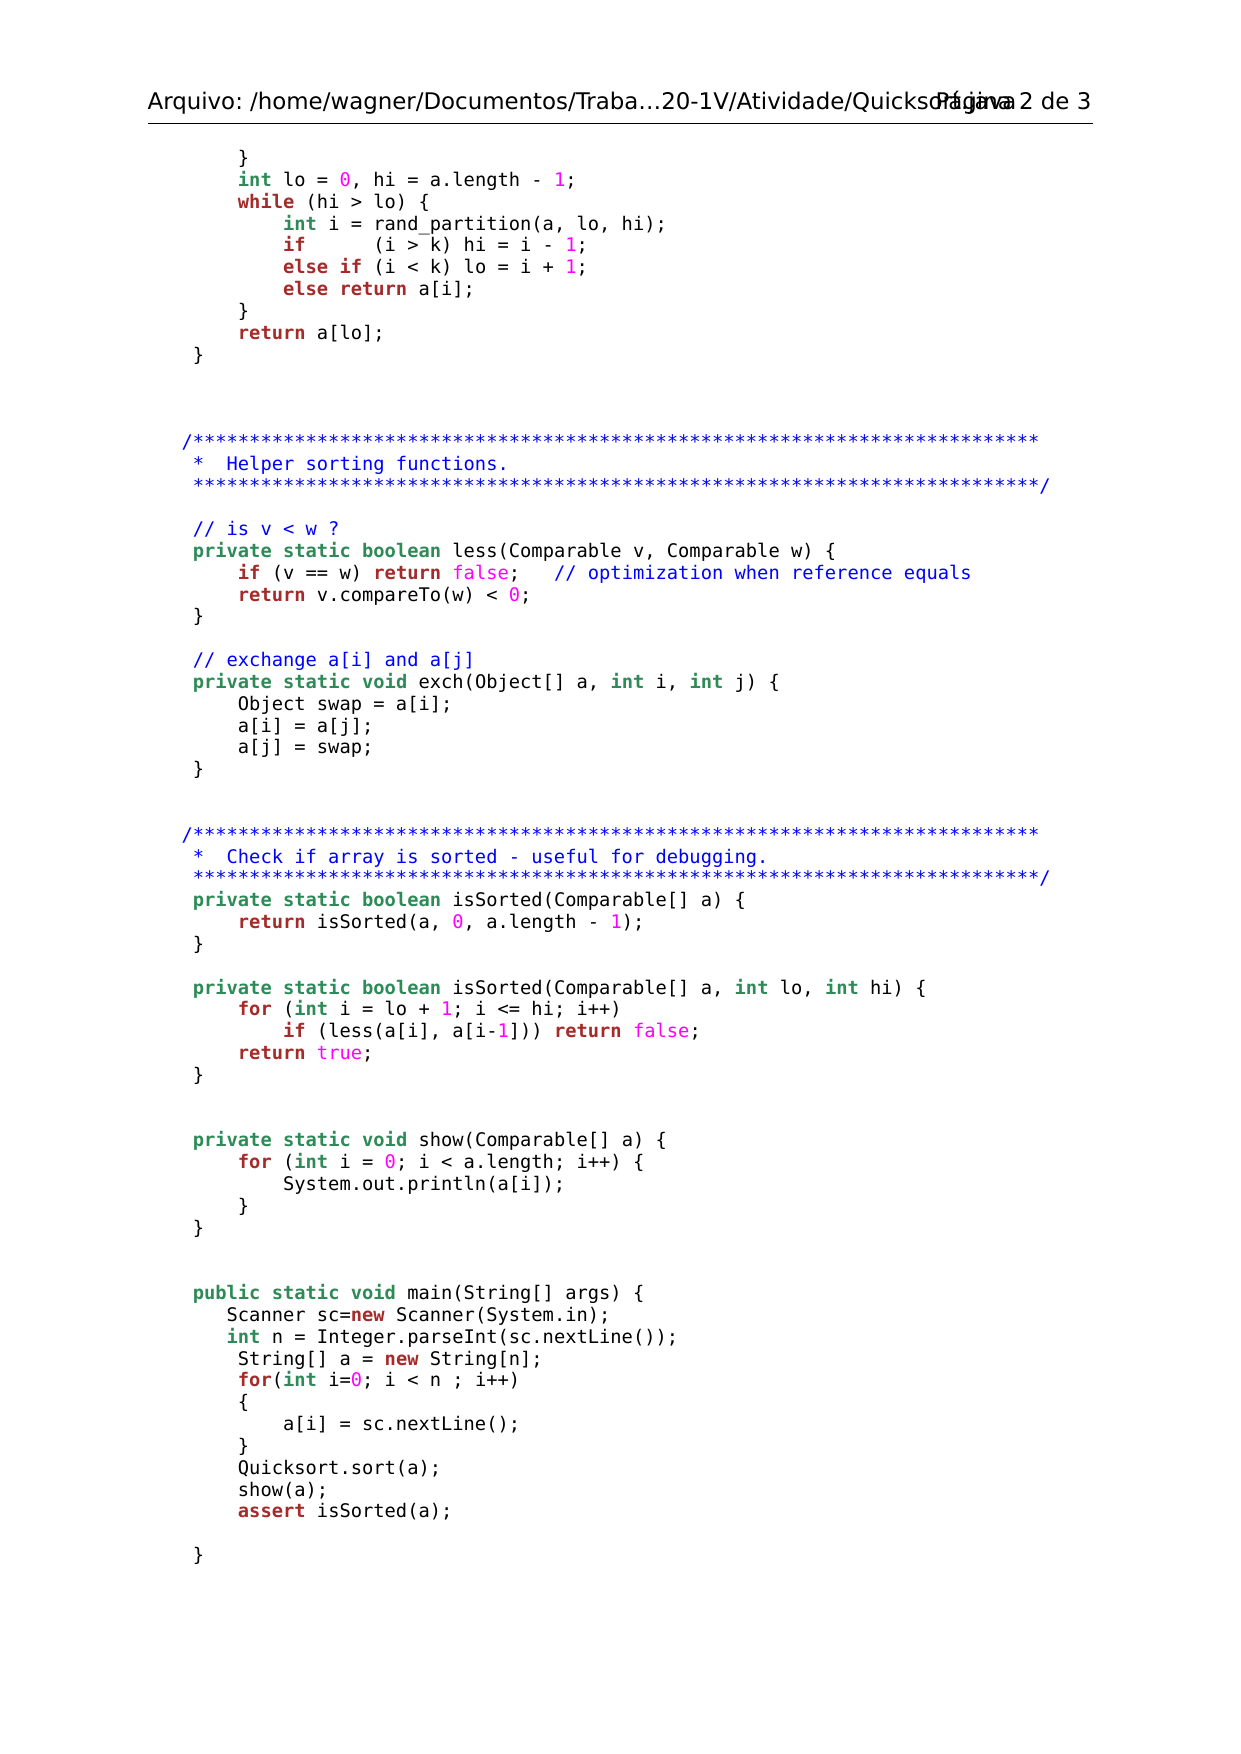 Arquivo: /home/wagner/Documentos/Traba…20-1V/Atividade/Quicksort.java Página 2 de 3
        }
        int lo = 0, hi = a.length - 1;
        while (hi > lo) {
            int i = rand_partition(a, lo, hi);
            if      (i > k) hi = i - 1;
            else if (i < k) lo = i + 1;
            else return a[i];
        }
        return a[lo];
    }
   /***************************************************************************
    *  Helper sorting functions.
    ***************************************************************************/
    // is v < w ?
    private static boolean less(Comparable v, Comparable w) {
        if (v == w) return false;   // optimization when reference equals
        return v.compareTo(w) < 0;
    }
    // exchange a[i] and a[j]
    private static void exch(Object[] a, int i, int j) {
        Object swap = a[i];
        a[i] = a[j];
        a[j] = swap;
    }
   /***************************************************************************
    *  Check if array is sorted - useful for debugging.
    ***************************************************************************/
    private static boolean isSorted(Comparable[] a) {
        return isSorted(a, 0, a.length - 1);
    }
    private static boolean isSorted(Comparable[] a, int lo, int hi) {
        for (int i = lo + 1; i <= hi; i++)
            if (less(a[i], a[i-1])) return false;
        return true;
    }
    private static void show(Comparable[] a) {
        for (int i = 0; i < a.length; i++) {
            System.out.println(a[i]);
        }
    }
    public static void main(String[] args) {
       Scanner sc=new Scanner(System.in);
       int n = Integer.parseInt(sc.nextLine());
        String[] a = new String[n];
        for(int i=0; i < n ; i++)
        {
            a[i] = sc.nextLine();
        }
        Quicksort.sort(a);
        show(a);
        assert isSorted(a);
    }